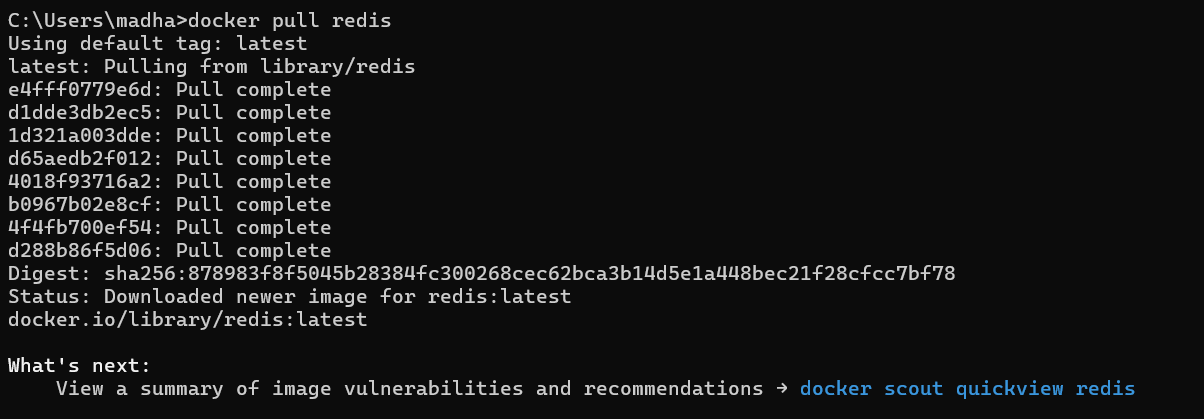 C:\Users\madha>docker pull redis
Using default tag: latest
latest: Pulling from library/redis
e4fff0779e6d: Pull complete
d1dde3db2ec5: Pull complete
1d321a003dde: Pull complete
d65aedb2f012: Pull complete
4018f93716a2: Pull complete
b0967b02e8cf: Pull complete
4f4fb700ef54: Pull complete
d288b86f5d06: Pull complete
Digest: sha256:878983f8f5045b28384fc300268cec62bca3b14d5e1a448bec21f28cfcc7bf78
Status: Downloaded newer image for redis:latest
docker.io/library/redis:latest
What's next:
View a summary of image vulnerabilities and recommendations → docker scout quickview redis